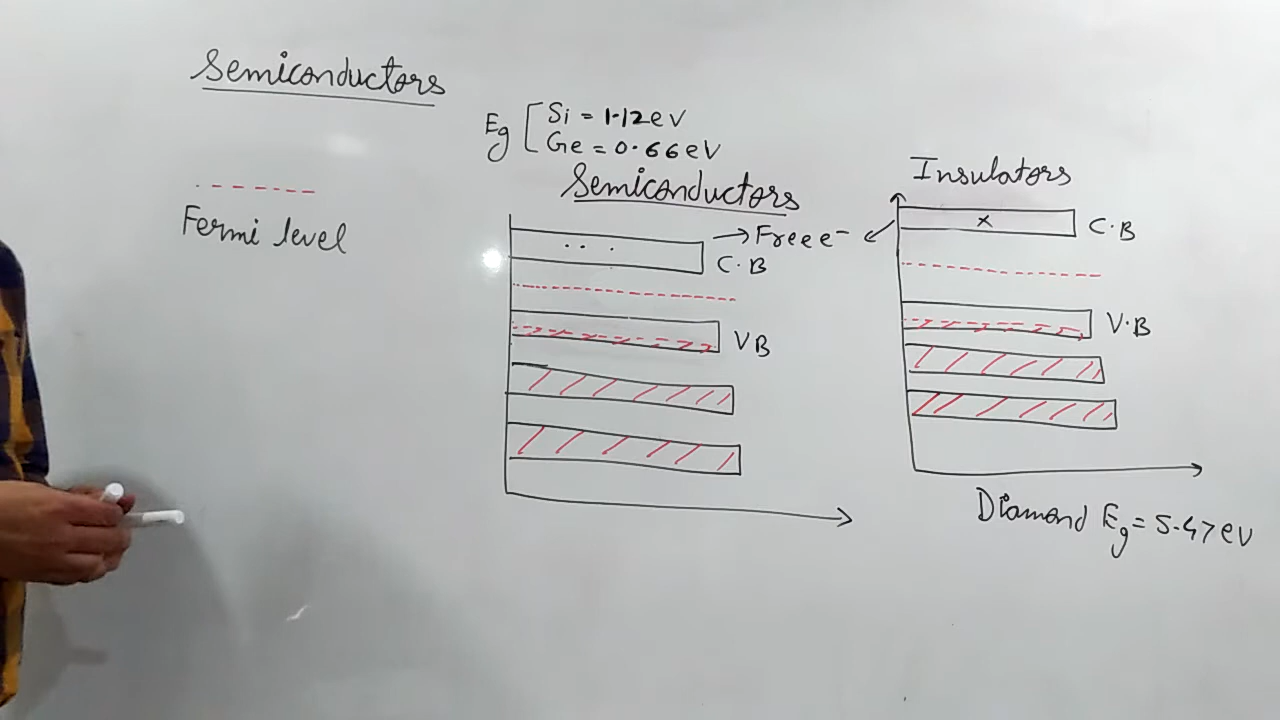 Semiconductors
Fermi level
Eg [ Si = 1.12 eV
Ge = 0.66 eV
Semiconductors
→ Free e-
C.B
VB
Insulators
x
C.B
V.B
Diamond Eg = 5.47 eV